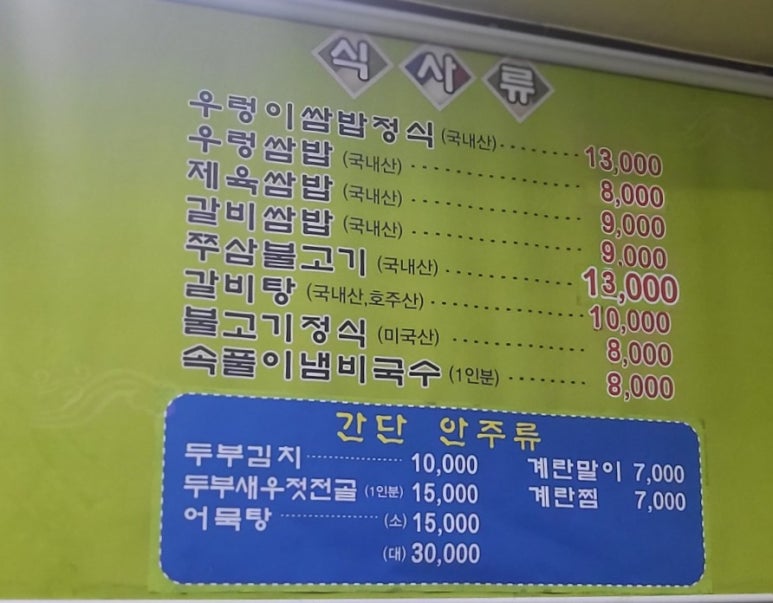 식사류
우렁이쌈밥정식 (국내산) 13,000
우렁쌈밥 (국내산) 8,000
제육쌈밥 (국내산) 9,000
갈비쌈밥 (국내산) 9,000
쭈삼불고기 (국내산) 13,000
갈비탕 (국내산,호주산) 10,000
불고기정식 (미국산) 8,000
속풀이냄비국수 (1인분) 8,000
간단 안주류
두부김치 10,000 계란말이 7,000
두부새우젓전골 (1인분) 15,000 계란찜 7,000
어묵탕 (소) 15,000
(대) 30,000